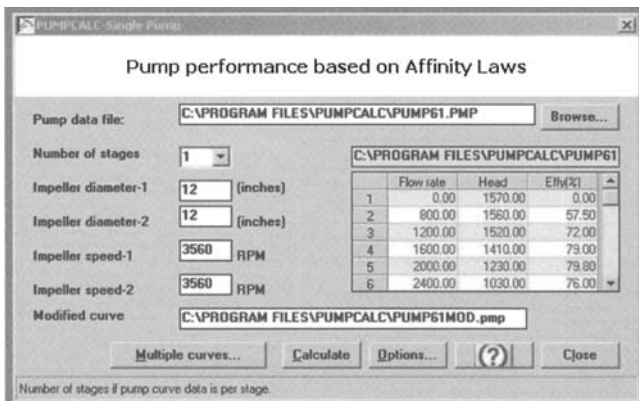 PUMPCALC-Single Pump
Pump performance based on Affinity Laws
Pump data file: C:\PROGRAM FILES\PUMPCALC\PUMP61.PMP Browse...
Number of stages 1 C:\PROGRAM FILES\PUMPCALC\PUMP61
Impeller diameter-1 12 (inches)
Impeller diameter-2 12 (inches)
Impeller speed-1 3560 RPM
Impeller speed-2 3560 RPM
Flow rate Head Effy(%)
1 0.00 1570.00 0.00
2 800.00 1560.00 57.50
3 1200.00 1520.00 72.00
4 1600.00 1410.00 79.00
5 2000.00 1230.00 79.80
6 2400.00 1030.00 76.00
Modified curve C:\PROGRAM FILES\PUMPCALC\PUMP61MOD.pmp
Multiple curves... Calculate Options... (?) Close
Number of stages if pump curve data is per stage.